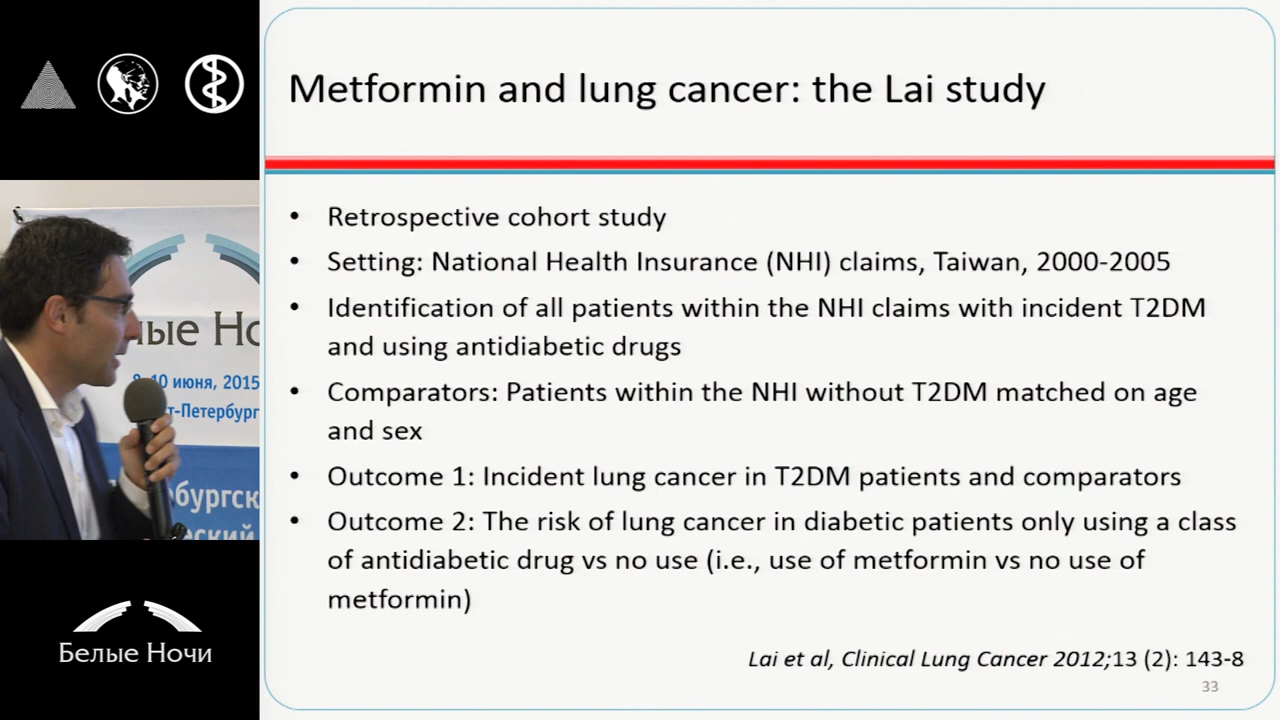 Metformin and lung cancer: the Lai study
• Retrospective cohort study
• Setting: National Health Insurance (NHI) claims, Taiwan, 2000-2005
• Identification of all patients within the NHI claims with incident T2DM
and using antidiabetic drugs
• Comparators: Patients within the NHI without T2DM matched on age
and sex
• Outcome 1: Incident lung cancer in T2DM patients and comparators
• Outcome 2: The risk of lung cancer in diabetic patients only using a class
of antidiabetic drug vs no use (i.e., use of metformin vs no use of
metformin)
Lai et al, Clinical Lung Cancer 2012;13 (2): 143-8
33
июня, 2015
Белые Ночи